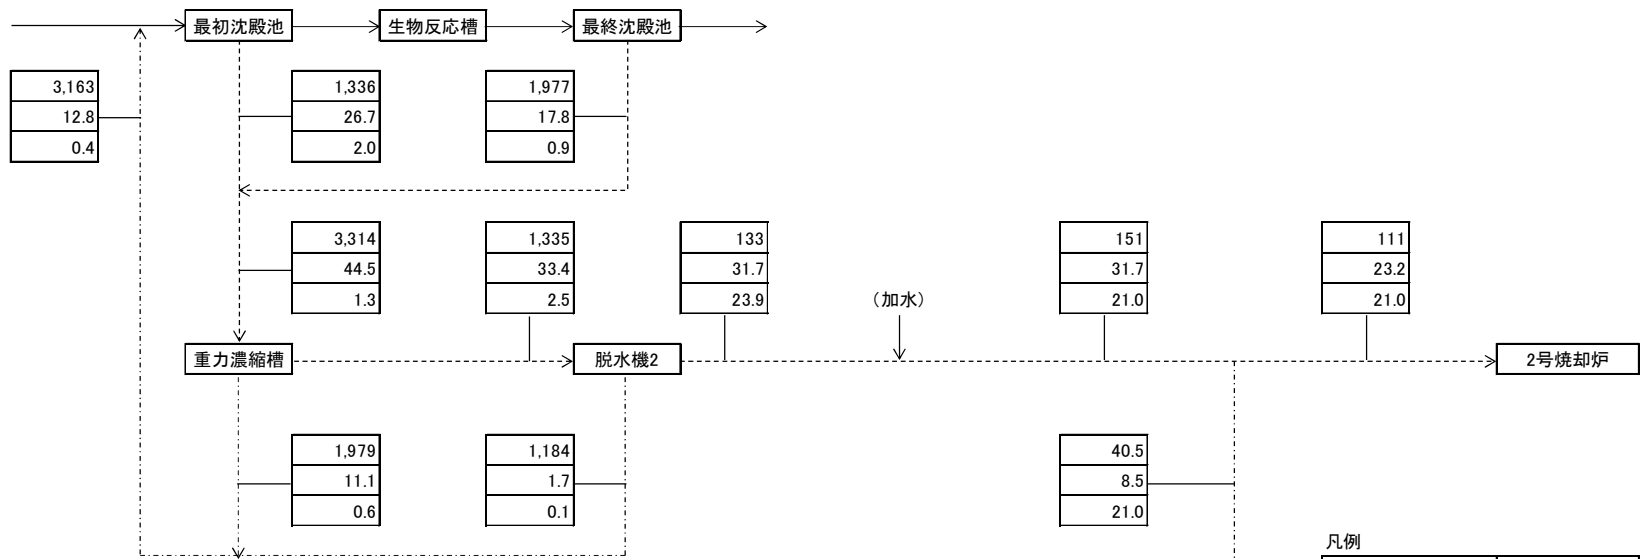 最初沈殿池 生物反応槽 最終沈殿池
3,163 1,336 1,977
12.8 26.7 17.8
0.4 2.0 0.9
3,314 1,335 133 151 111
44.5 33.4 31.7 31.7 23.2
1.3 2.5 23.9 (加水) 21.0 21.0
重力濃縮槽 脱水機2 2号焼却炉
1,979 1,184 40.5
11.1 1.7 8.5
0.6 0.1 21.0
凡例